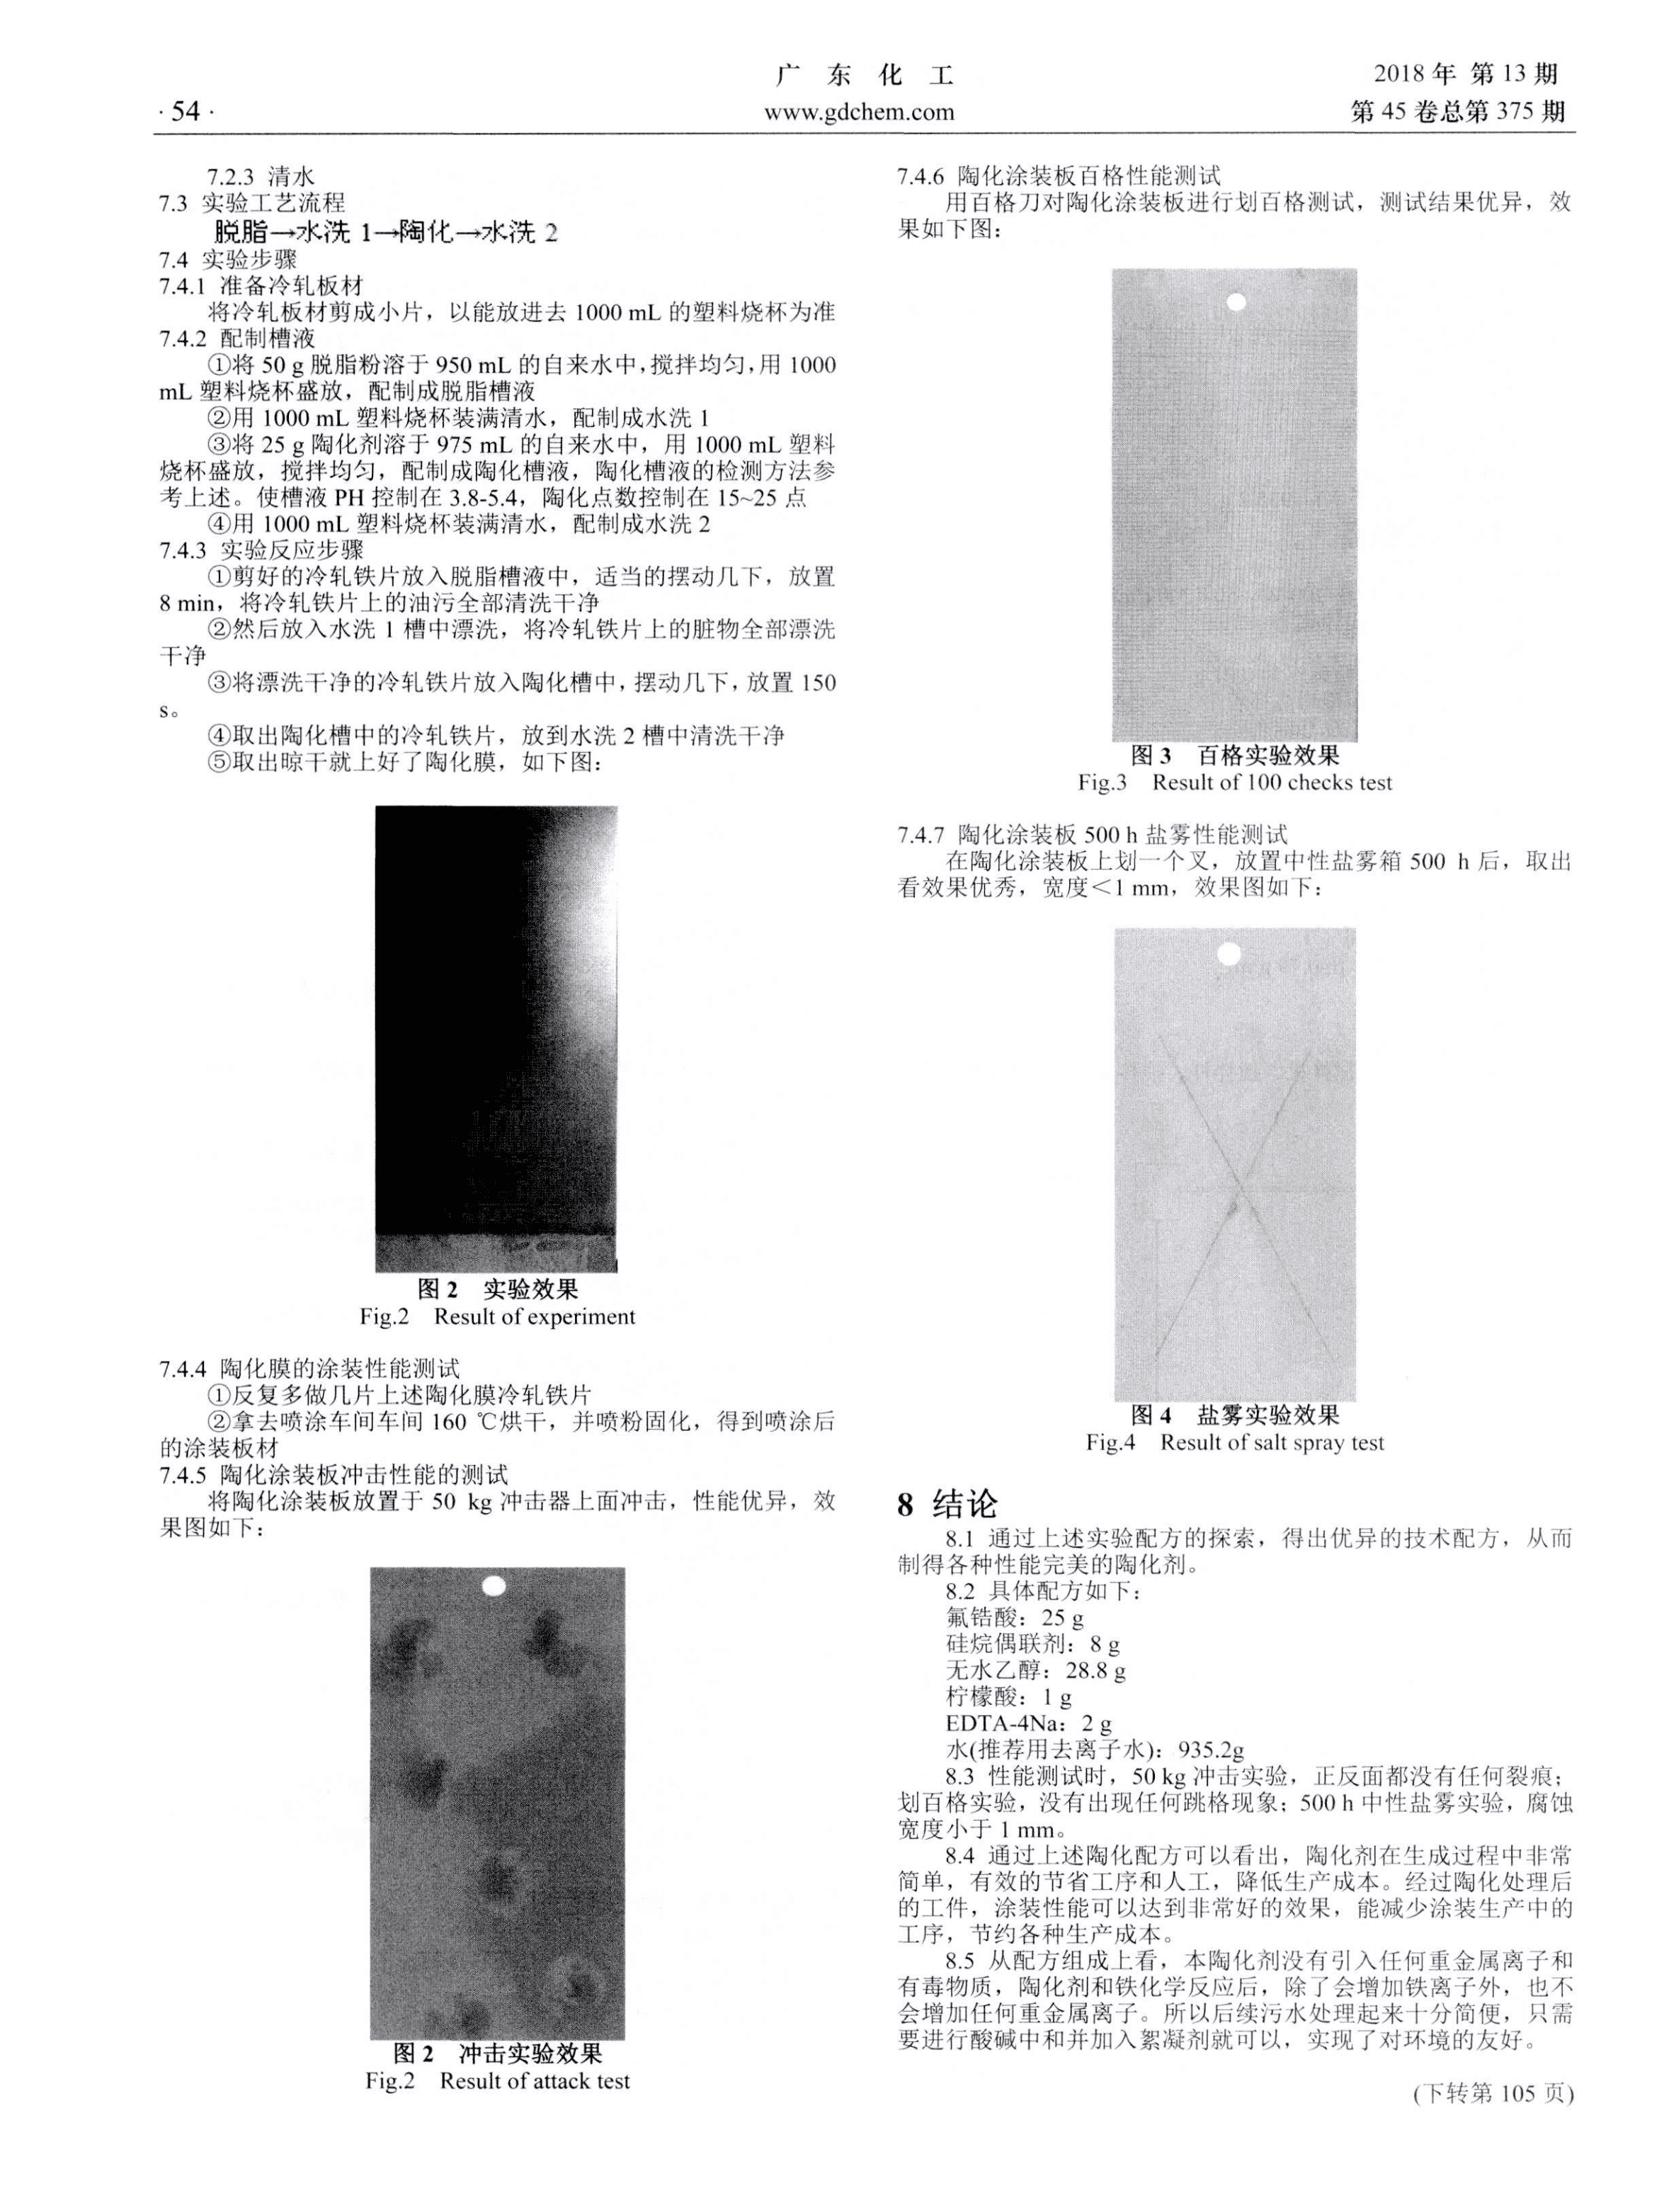 广 东 化 工
2018 年 第 13 期
· 54 ·
www.gdchem.com
第 45 卷总第 375 期
7.2.3 清水
7.3 实验工艺流程
脱脂→水洗 1→陶化→水洗 2
7.4 实验步骤
7.4.1 准备冷轧板材
将冷轧板材剪成小片，以能放进去 1000 mL 的塑料烧杯为准
7.4.2 配制槽液
①将 50 g 脱脂粉溶于 950 mL 的自来水中，搅拌均匀，用 1000
mL 塑料烧杯盛放，配制成脱脂槽液
②用 1000 mL 塑料烧杯装满清水，配制成水洗 1
③将 25 g 陶化剂溶于 975 mL 的自来水中，用 1000 mL 塑料
烧杯盛放，搅拌均匀，配制成陶化槽液，陶化槽液的检测方法参
考上述。使槽液 PH 控制在 3.8-5.4，陶化点数控制在 15~25 点
④用 1000 mL 塑料烧杯装满清水，配制成水洗 2
7.4.3 实验反应步骤
①剪好的冷轧铁片放入脱脂槽液中，适当的摆动几下，放置
8 min，将冷轧铁片上的油污全部清洗干净
②然后放入水洗 1 槽中漂洗，将冷轧铁片上的脏物全部漂洗
干净
③将漂洗干净的冷轧铁片放入陶化槽中，摆动几下，放置 150
s。
④取出陶化槽中的冷轧铁片，放到水洗 2 槽中清洗干净
⑤取出晾干就上好了陶化膜，如下图：
图 2 实验效果
Fig.2 Result of experiment
7.4.4 陶化膜的涂装性能测试
①反复多做几片上述陶化膜冷轧铁片
②拿去喷涂车间车间 160 ℃烘干，并喷粉固化，得到喷涂后
的涂装板材
7.4.5 陶化涂装板冲击性能的测试
将陶化涂装板放置于 50 kg 冲击器上面冲击，性能优异，效
果图如下：
图 2 冲击实验效果
Fig.2 Result of attack test
7.4.6 陶化涂装板百格性能测试
用百格刀对陶化涂装板进行划百格测试，测试结果优异，效
果如下图：
图 3 百格实验效果
Fig.3 Result of 100 checks test
7.4.7 陶化涂装板 500 h 盐雾性能测试
在陶化涂装板上划一个叉，放置中性盐雾箱 500 h 后，取出
看效果优秀，宽度＜1 mm，效果图如下：
图 4 盐雾实验效果
Fig.4 Result of salt spray test
8 结论
8.1 通过上述实验配方的探索，得出优异的技术配方，从而
制得各种性能完美的陶化剂。
8.2 具体配方如下：
氟锆酸：25 g
硅烷偶联剂：8 g
无水乙醇：28.8 g
柠檬酸：1 g
EDTA-4Na：2 g
水(推荐用去离子水)：935.2g
8.3 性能测试时，50 kg 冲击实验，正反面都没有任何裂痕；
划百格实验，没有出现任何跳格现象；500 h 中性盐雾实验，腐蚀
宽度小于 1 mm。
8.4 通过上述陶化配方可以看出，陶化剂在生成过程中非常
简单，有效的节省工序和人工，降低生产成本。经过陶化处理后
的工件，涂装性能可以达到非常好的效果，能减少涂装生产中的
工序，节约各种生产成本。
8.5 从配方组成上看，本陶化剂没有引入任何重金属离子和
有毒物质，陶化剂和铁化学反应后，除了会增加铁离子外，也不
会增加任何重金属离子。所以后续污水处理起来十分简便，只需
要进行酸碱中和并加入絮凝剂就可以，实现了对环境的友好。
(下转第 105 页)